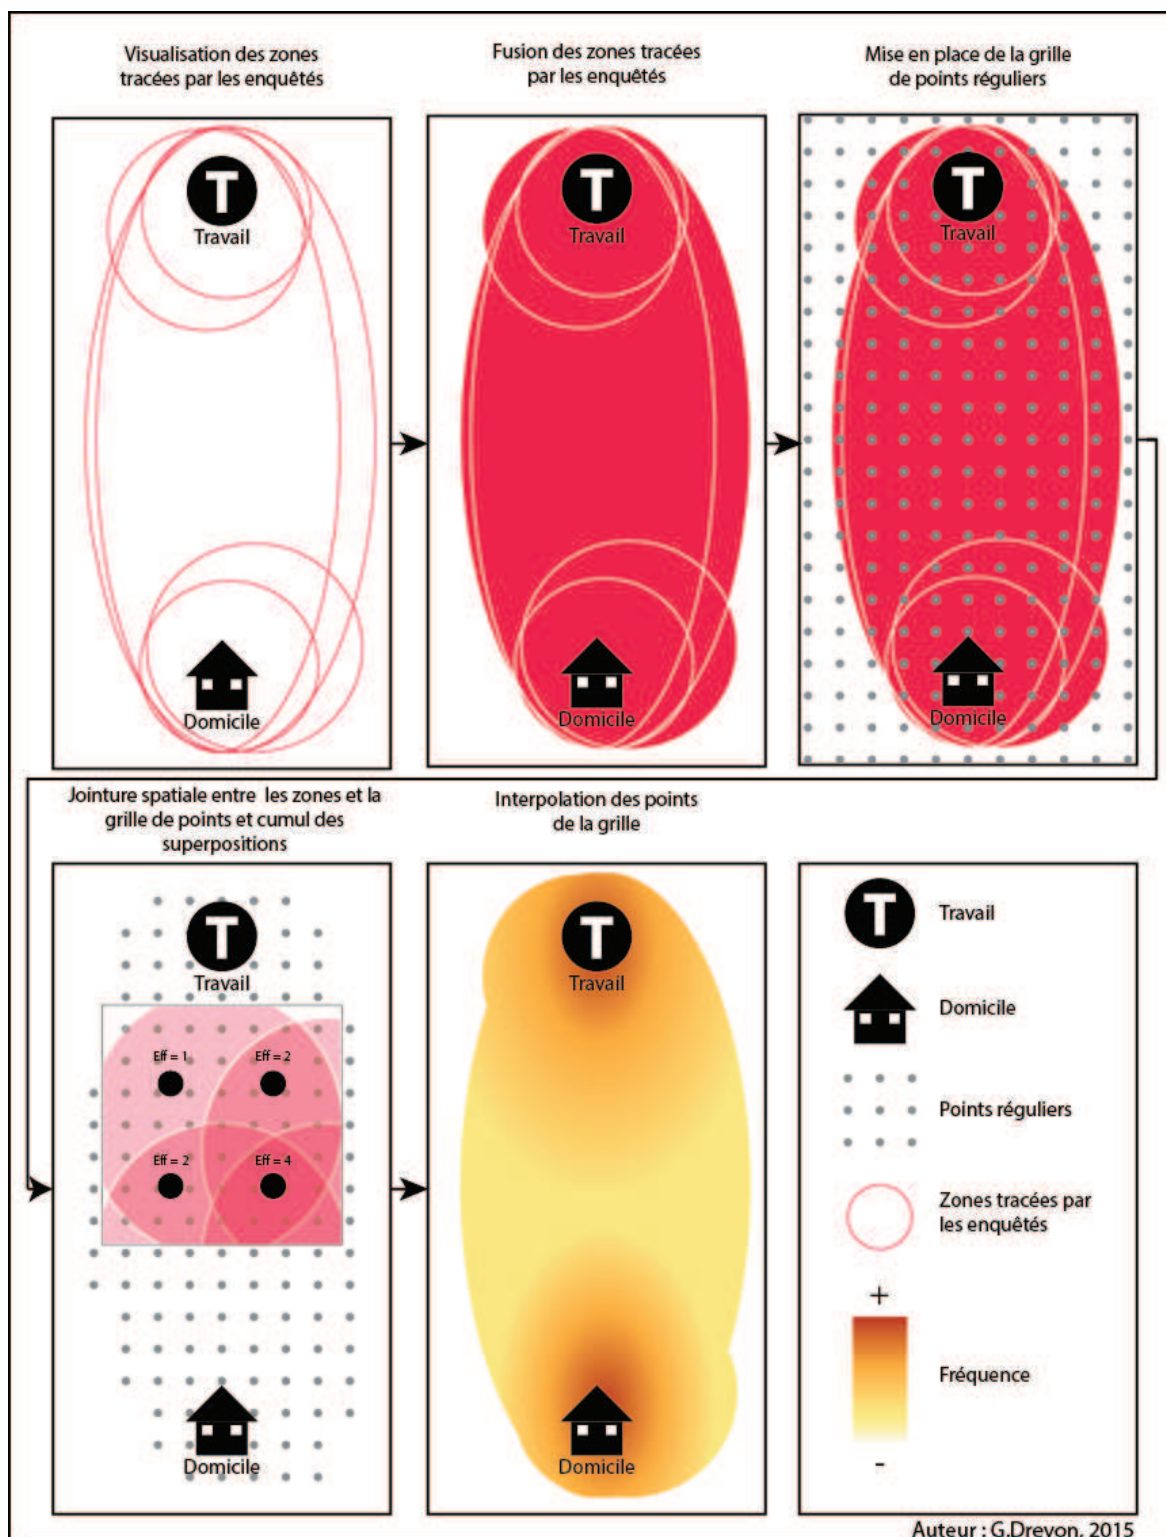 Visualisation des zones
tracées par les enquêtés
Fusion des zones tracées
par les enquêtés
Mise en place de la grille
de points réguliers
T
Travail
Domicile
T
Travail
Domicile
T
Travail
Domicile
Jointure spatiale entre les zones et la
grille de points et cumul des
superpositions
Interpolation des points
de la grille
T
Travail
Eff = 1
Eff = 2
Eff = 2
Eff = 4
Domicile
T
Travail
Domicile
T
Travail
Domicile
Points réguliers
Zones tracées par
les enquêtés
+
Fréquence
-
Auteur : G.Drevon, 2015